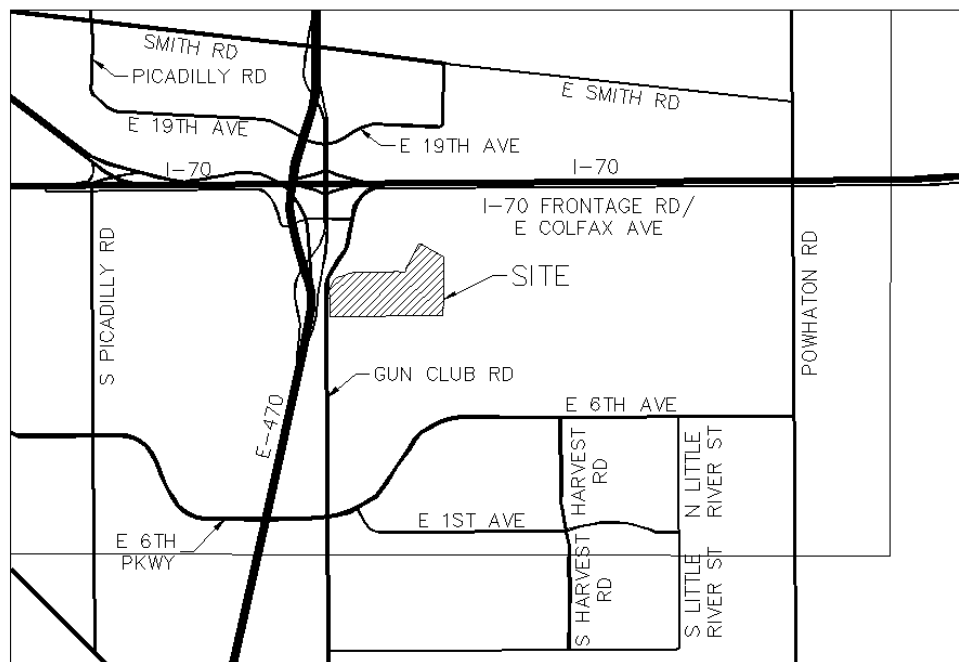 SMITH RD
PICADILLY RD
E SMITH RD
E 19TH AVE
E 19TH AVE
I-70
I-70
I-70 FRONTAGE RD/
E COLFAX AVE
S PICADILLY RD
SITE
POWHATON RD
GUN CLUB RD
E-470
E 6TH AVE
HARVEST
RD
N LITTLE
RIVER ST
E 1ST AVE
E 6TH
PKWY
S HARVEST
RD
S LITTLE
RIVER ST